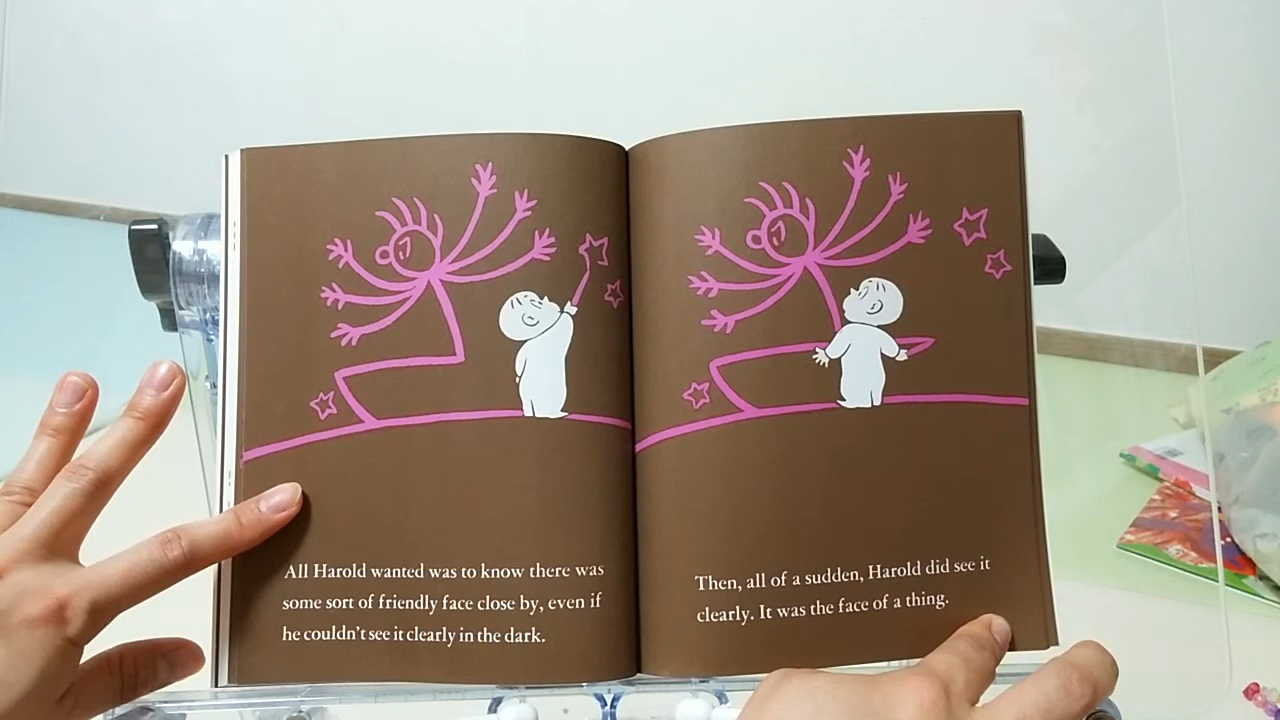 All Harold wanted was to know there was
some sort of friendly face close by, even if
he couldn't see it clearly in the dark.
Then, all of a sudden, Harold did see it
clearly. It was the face of a thing.